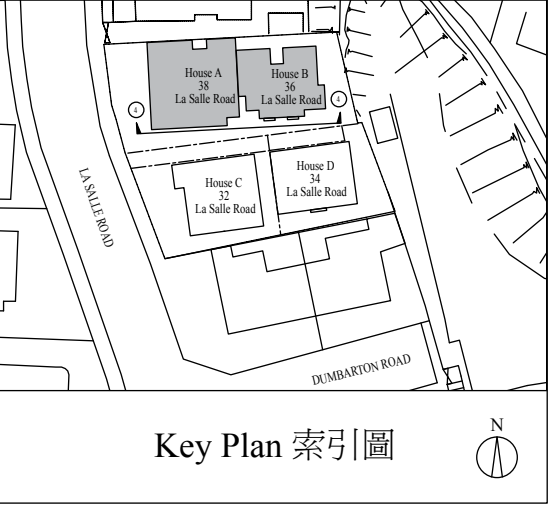 House A
38
La Salle Road
House B
36
La Salle Road
4
4
House C
32
La Salle Road
House D
34
La Salle Road
LA SALLE ROAD
DUMBARTON ROAD
Key Plan 索引圖
N